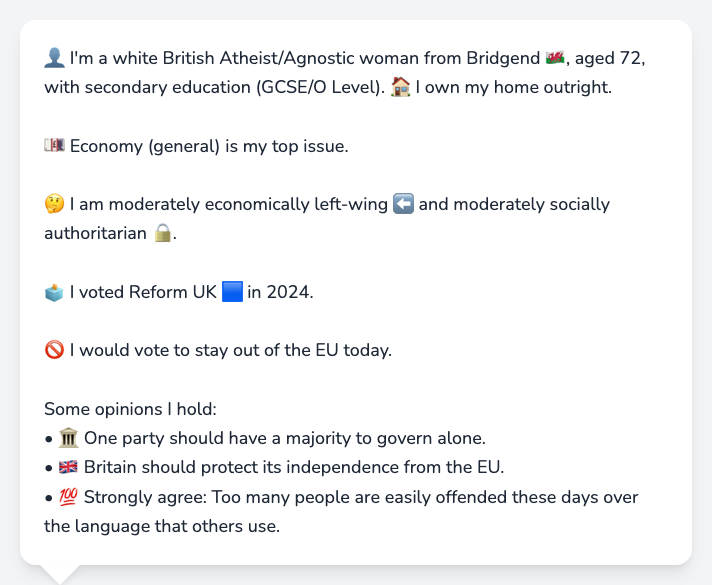 👤 I'm a white British Atheist/Agnostic woman from Bridgend 🏴󠁧󠁢󠁷󠁬󠁳󠁿, aged 72,
with secondary education (GCSE/O Level). 🏠 I own my home outright.
💷 Economy (general) is my top issue.
🤔 I am moderately economically left-wing ⬅️ and moderately socially
authoritarian 🔒.
🗳️ I voted Reform UK 🟦 in 2024.
🚫 I would vote to stay out of the EU today.
Some opinions I hold:
• 🏛️ One party should have a majority to govern alone.
• 🇬🇧 Britain should protect its independence from the EU.
• 💯 Strongly agree: Too many people are easily offended these days over
the language that others use.